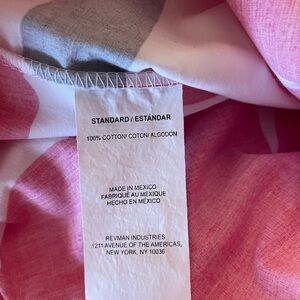 STANDARD / ESTÁNDAR
100% COTTON/ COTON/ ALGODÓN
MADE IN MEXICO
FABRIQUÉ AU MEXIQUE
HECHO EN MÉXICO
REVMAN INDUSTRIES
1211 AVENUE OF THE AMERICAS,
NEW YORK, NY 10036